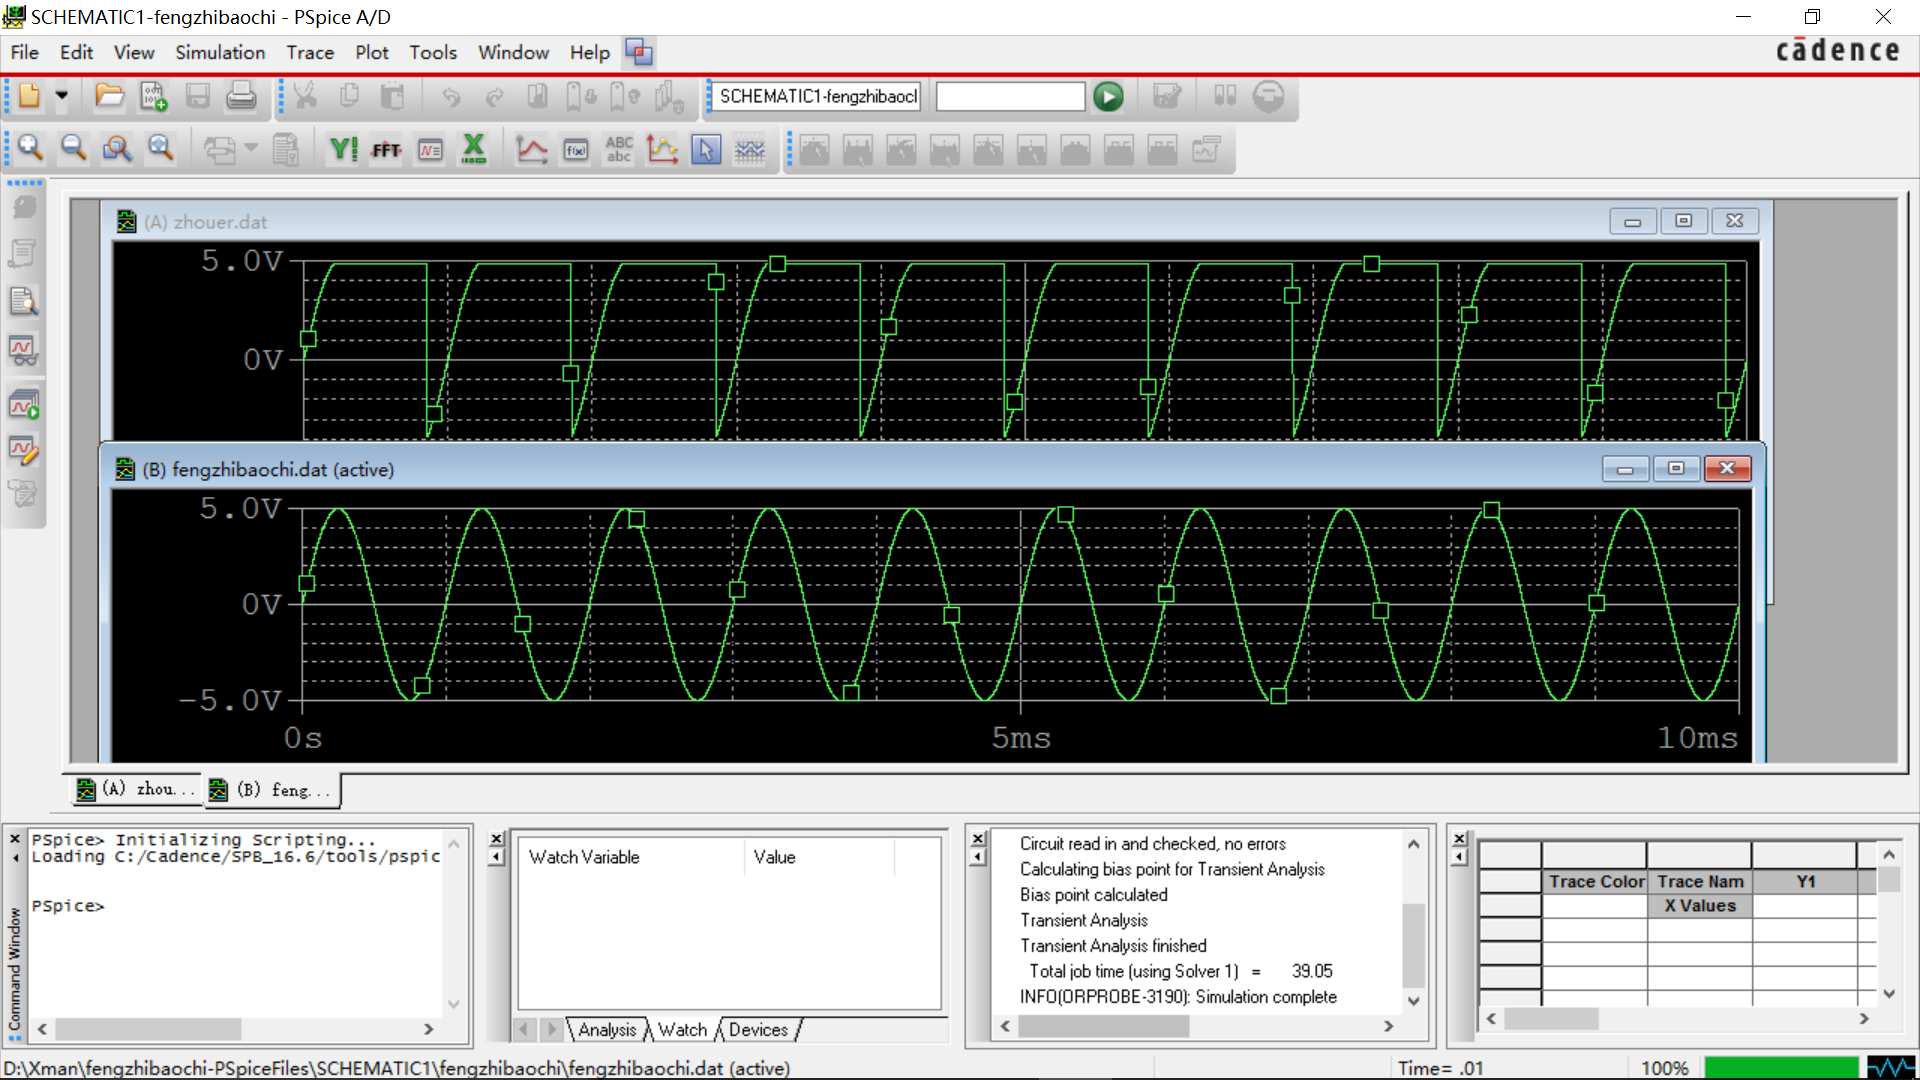 SCHEMATIC1-fengzhibaochi - PSpice A/D
File Edit View Simulation Trace Plot Tools Window Help
cādence
SCHEMATIC1-fengzhibaocl
FFT
ABC
abc
(A) zhouer.dat
5.0V
0V
(B) fengzhibaochi.dat (active)
5.0V
0V
-5.0V
0s 5ms 10ms
(A) zhou... (B) feng...
PSpice> Initializing Scripting...
Loading C:/Cadence/SPB_16.6/tools/pspic
PSpice>
Command Window
Watch Variable Value
Analysis Watch Devices
Circuit read in and checked, no errors
Calculating bias point for Transient Analysis
Bias point calculated
Transient Analysis
Transient Analysis finished
Total job time (using Solver 1) = 39.05
INFO(ORPROBE-3190): Simulation complete
Trace Color Trace Nam Y1
X Values
D:\Xman\fengzhibaochi-PSpiceFiles\SCHEMATIC1\fengzhibaochi\fengzhibaochi.dat (active) Time= .01 100%